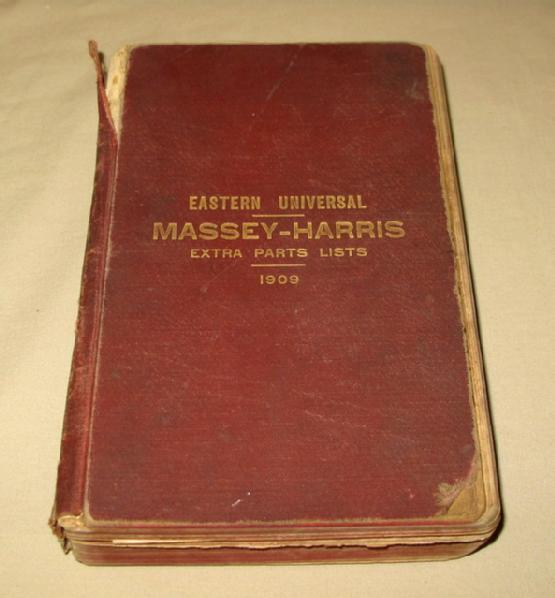 EASTERN UNIVERSAL
MASSEY-HARRIS
EXTRA PARTS LISTS
1909